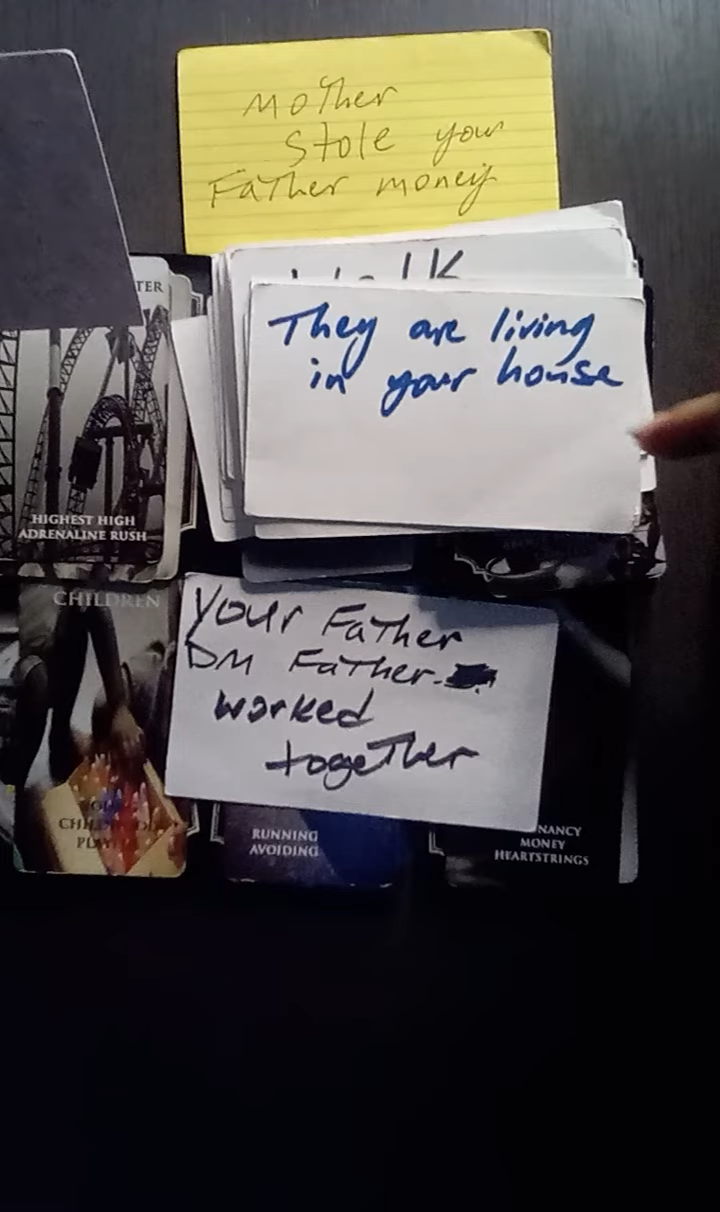 Mother
Stole your
Father money
They are living
in your house
HIGHEST HIGH
ADRENALINE RUSH
CHILDREN
Your Father
DM Father
worked
together
RUNNING
AVOIDING
MONEY
HEARTSTRINGS